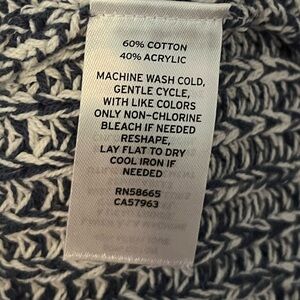 60% COTTON
40% ACRYLIC
MACHINE WASH COLD,
GENTLE CYCLE,
WITH LIKE COLORS
ONLY NON-CHLORINE
BLEACH IF NEEDED
RESHAPE,
LAY FLAT TO DRY
COOL IRON IF
NEEDED
RN58665
CA57963